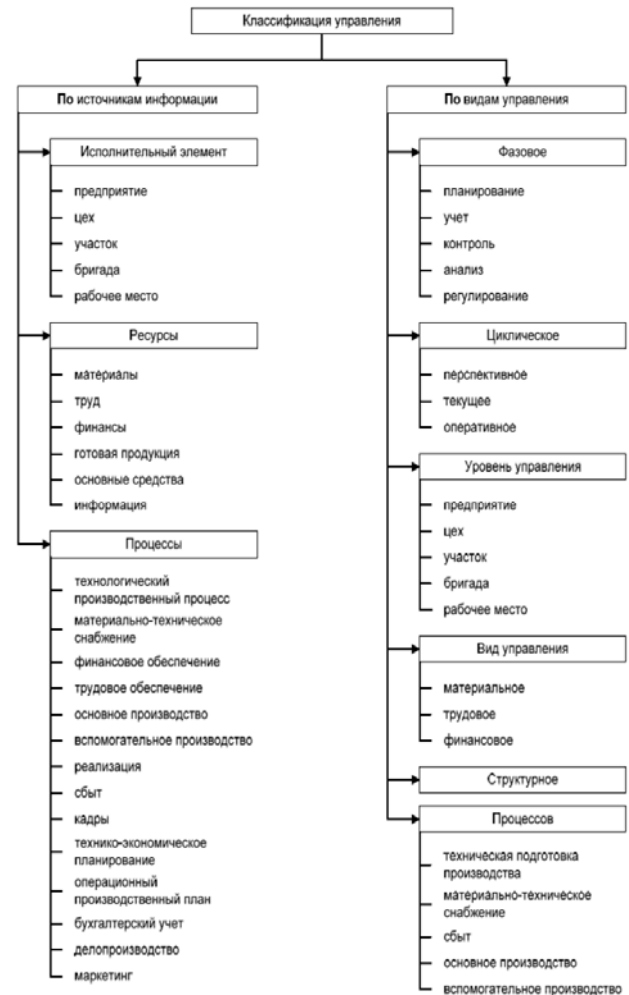 Классификация управления
По источникам информации
Исполнительный элемент
предприятие
цех
участок
бригада
рабочее место
Ресурсы
материалы
труд
финансы
готовая продукция
основные средства
информация
Процессы
технологический
производственный процесс
материально-техническое
снабжение
финансовое обеспечение
трудовое обеспечение
основное производство
вспомогательное производство
реализация
сбыт
кадры
технико-экономическое
планирование
операционный
производственный план
бухгалтерский учет
делопроизводство
маркетинг
По видам управления
Фазовое
планирование
учет
контроль
анализ
регулирование
Циклическое
перспективное
текущее
оперативное
Уровень управления
предприятие
цех
участок
бригада
рабочее место
Вид управления
материальное
трудовое
финансовое
Структурное
Процессов
техническая подготовка
производства
материально-техническое
снабжение
сбыт
основное производство
вспомогательное производство